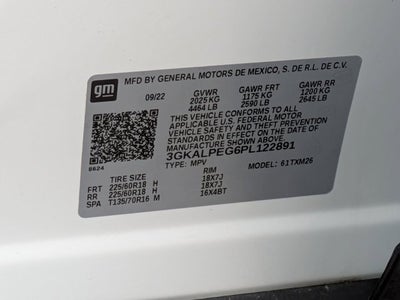 gm
MFD BY GENERAL MOTORS DE MEXICO, S. DE R.L. DE C.V.
09/22 GVWR GAWR FRT GAWR RR
2025 KG 1175 KG 1200 KG
4464 LB 2590 LB 2645 LB
THIS VEHICLE CONFORMS TO ALL
APPLICABLE U.S. FEDERAL MOTOR
VEHICLE SAFETY AND THEFT PREVENTION
STANDARDS IN EFFECT ON THE DATE OF
MANUFACTURE SHOWN ABOVE.
3GKALPEG6PL122691
8624 TYPE: MPV MODEL: 61TXM26
TIRE SIZE RIM
FRT 225/60R18 H 18X7J
RR 225/60R18 H 18X7J
SPA T135/70R16 M 16X4BT